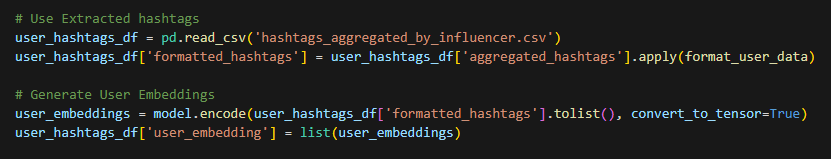 # Use Extracted hashtags
user_hashtags_df = pd.read_csv('hashtags_aggregated_by_influencer.csv')
user_hashtags_df['formatted_hashtags'] = user_hashtags_df['aggregated_hashtags'].apply(format_user_data)
# Generate User Embeddings
user_embeddings = model.encode(user_hashtags_df['formatted_hashtags'].tolist(), convert_to_tensor=True)
user_hashtags_df['user_embedding'] = list(user_embeddings)